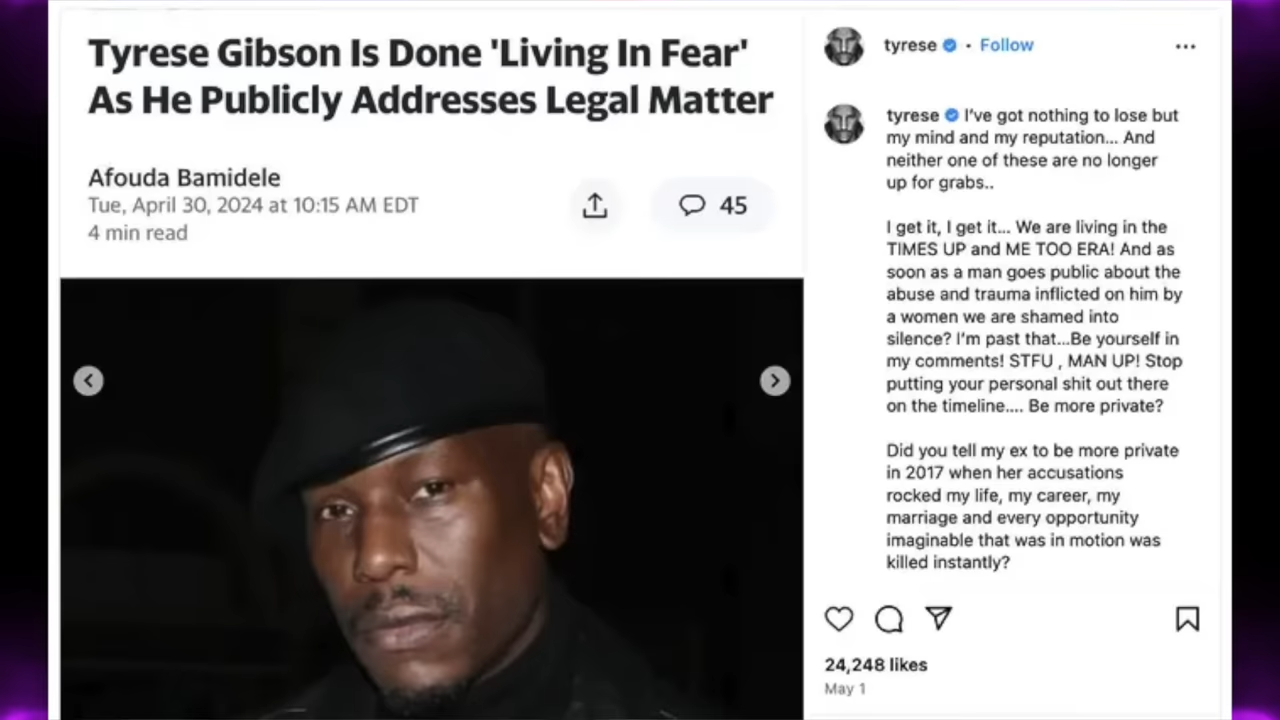 Tyrese Gibson Is Done 'Living In Fear'
As He Publicly Addresses Legal Matter
Afouda Bamidele
Tue, April 30, 2024 at 10:15 AM EDT
4 min read
45
tyrese • Follow
tyrese I've got nothing to lose but
my mind and my reputation... And
neither one of these are no longer
up for grabs..
I get it, I get it... We are living in the
TIMES UP and ME TOO ERA! And as
soon as a man goes public about the
abuse and trauma inflicted on him by
a women we are shamed into
silence? I'm past that...Be yourself in
my comments! STFU , MAN UP! Stop
putting your personal shit out there
on the timeline.... Be more private?
Did you tell my ex to be more private
in 2017 when her accusations
rocked my life, my career, my
marriage and every opportunity
imaginable that was in motion was
killed instantly?
24,248 likes
May 1